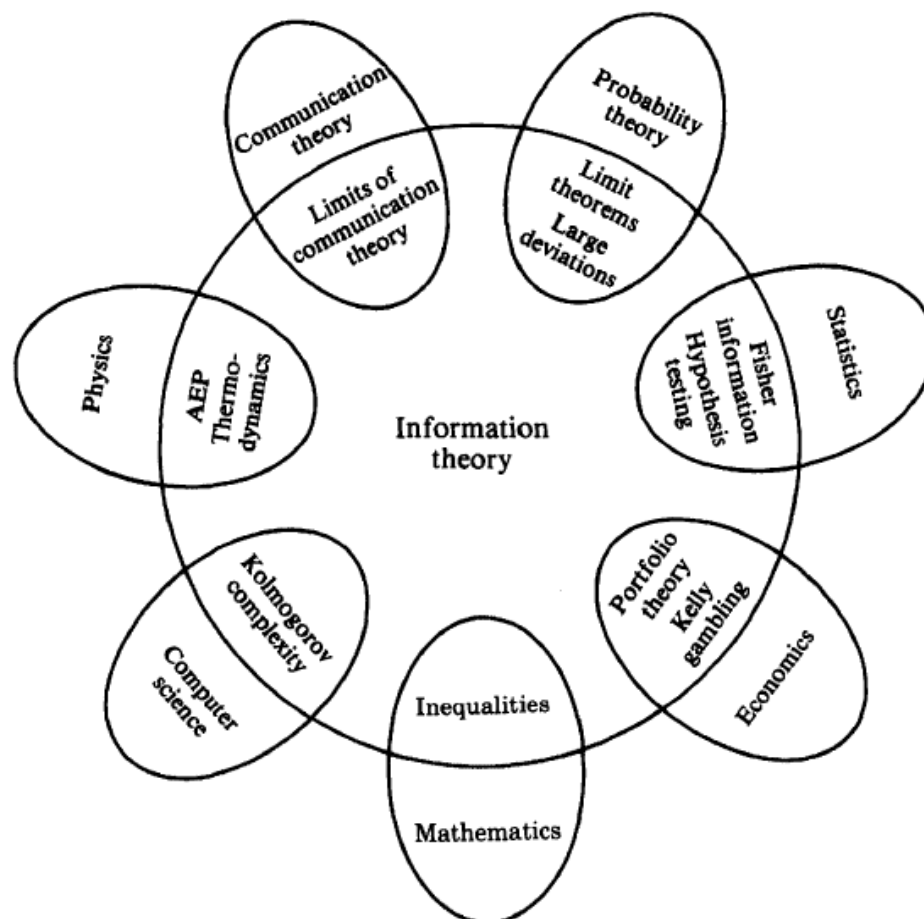 Communication
theory
Limits of
communication
theory
Probability
theory
Limit
theorems
Large
deviations
Statistics
Fisher
information
Hypothesis
testing
Physics
AEP
Thermo-
dynamics
Information
theory
Kolmogorov
complexity
Computer
science
Portfolio
theory
Kelly
gambling
Economics
Inequalities
Mathematics